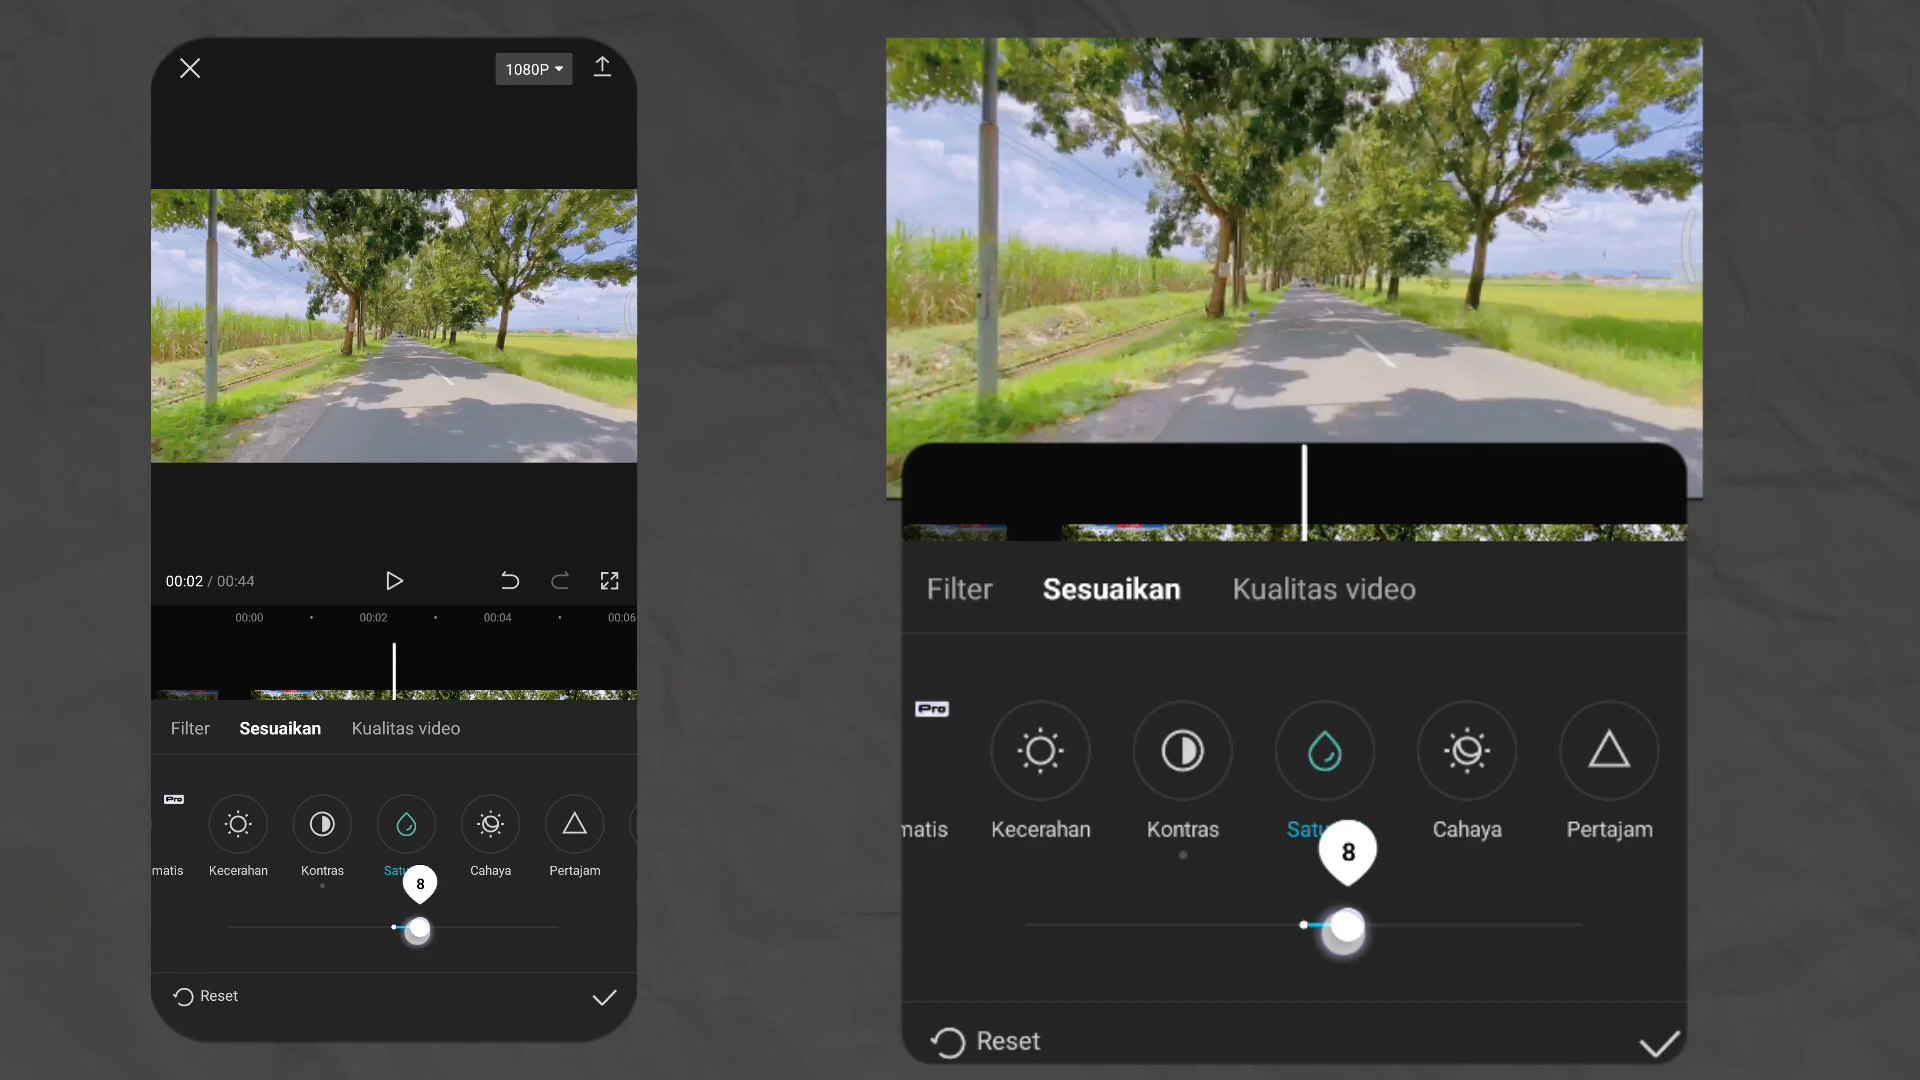 1080P
00:02 / 00:44
00:00 00:02 00:04 00:06
Filter Sesuaikan Kualitas video
Pro
matis Kecerahan Kontras Satu Cahaya Pertajam
8
Reset
Filter Sesuaikan Kualitas video
Pro
matis Kecerahan Kontras Satu Cahaya Pertajam
8
Reset